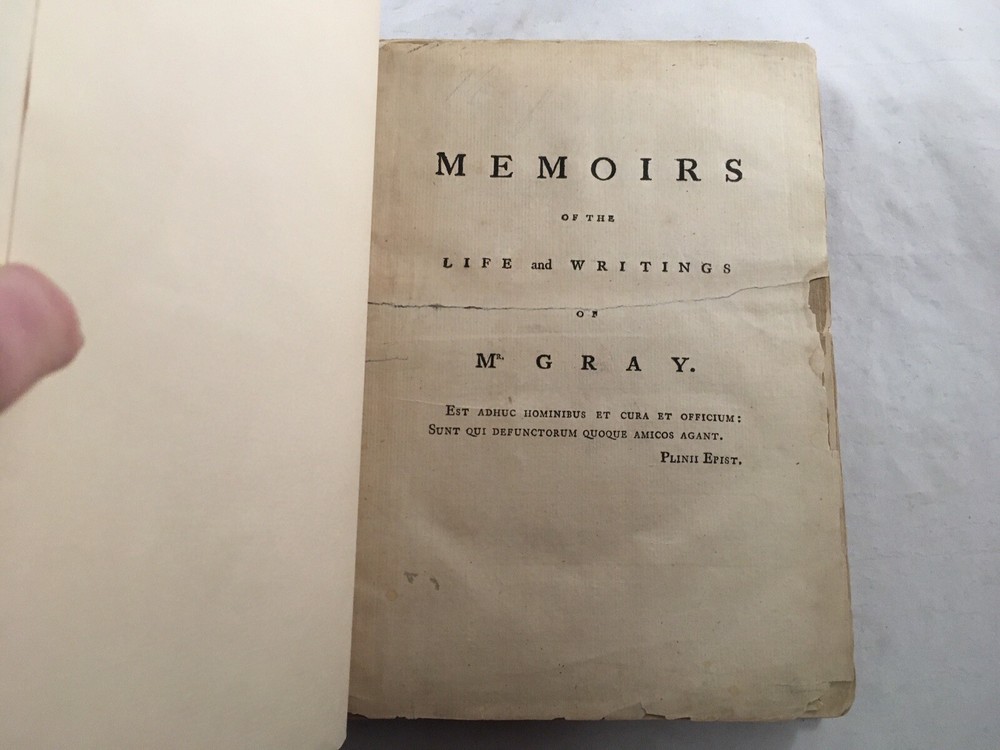 MEMOIRS
OF THE
LIFE and WRITINGS
OF
MR. GRAY.
EST ADHUC HOMINIBUS ET CURA ET OFFICIUM:
SUNT QUI DEFUNCTORUM QUOQUE AMICOS AGANT.
PLINII EPIST.